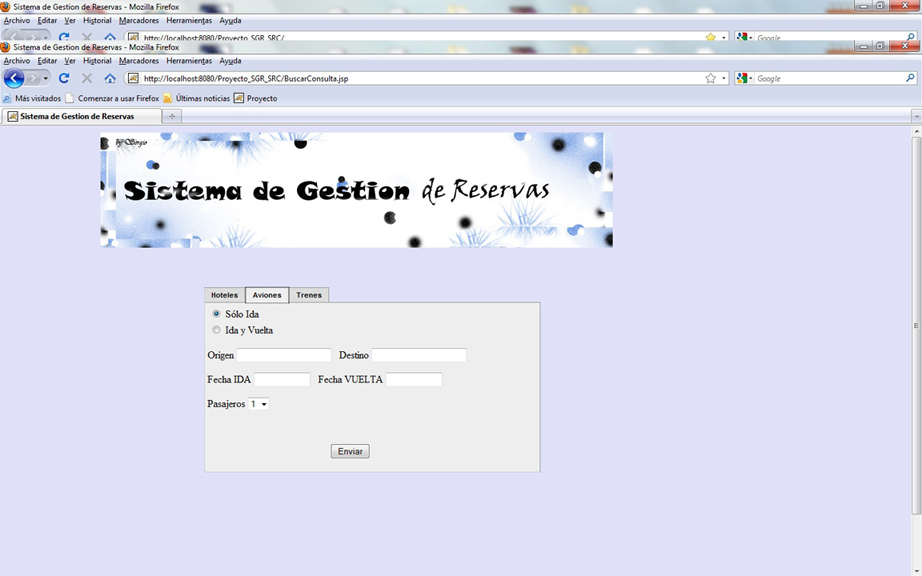 Sistema de Gestion de Reservas - Mozilla Firefox
Archivo Editar Ver Historial Marcadores Herramientas Ayuda
http://localhost:8080/Proyecto_SGR_SRC/ Google
Sistema de Gestion de Reservas - Mozilla Firefox
Archivo Editar Ver Historial Marcadores Herramientas Ayuda
http://localhost:8080/Proyecto_SGR_SRC/BuscarConsulta.jsp Google
Más visitados Comenzar a usar Firefox Últimas noticias Proyecto
Sistema de Gestion de Reservas
by Sergio
Sistema de Gestion de Reservas
Hoteles Aviones Trenes
Sólo Ida
Ida y Vuelta
Origen Destino
Fecha IDA Fecha VUELTA
Pasajeros 1
Enviar